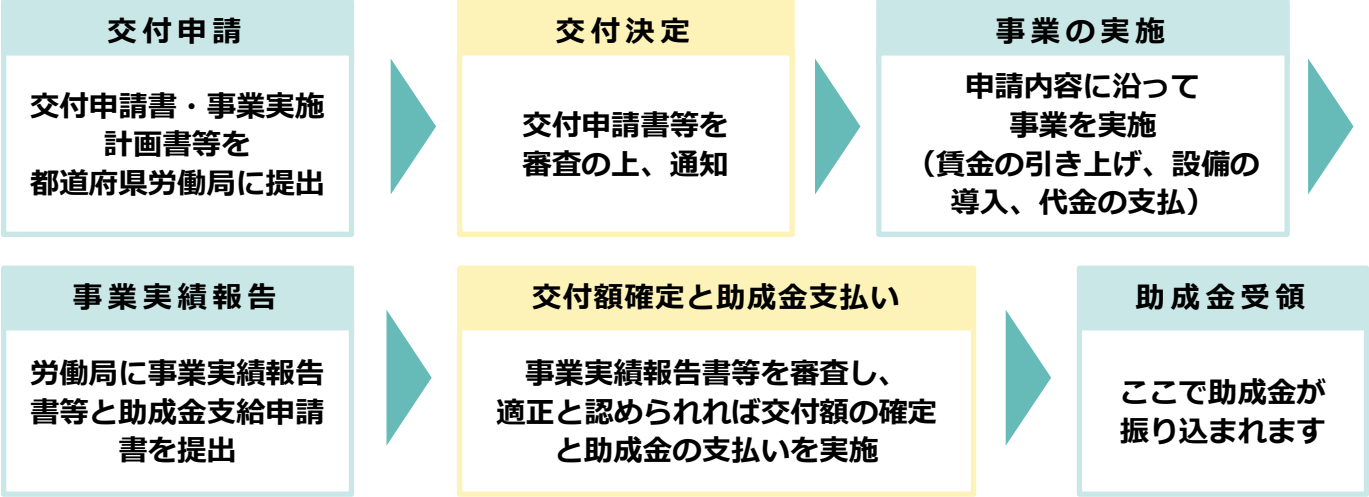 交付申請
交付申請書・事業実施
計画書等を
都道府県労働局に提出
交付決定
交付申請書等を
審査の上、通知
事業の実施
申請内容に沿って
事業を実施
（賃金の引き上げ、設備の
導入、代金の支払）
事業実績報告
労働局に事業実績報告
書等と助成金支給申請
書を提出
交付額確定と助成金支払い
事業実績報告書等を審査し、
適正と認められれば交付額の確定
と助成金の支払いを実施
助成金受領
ここで助成金が
振り込まれます